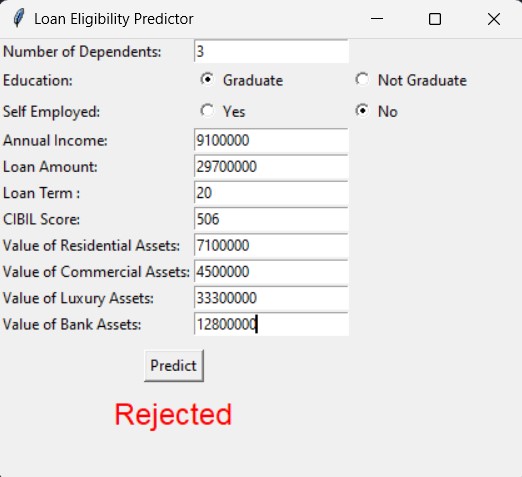 Loan Eligibility Predictor
Number of Dependents: 3
Education: Graduate Not Graduate
Self Employed: Yes No
Annual Income: 9100000
Loan Amount: 29700000
Loan Term : 20
CIBIL Score: 506
Value of Residential Assets: 7100000
Value of Commercial Assets: 4500000
Value of Luxury Assets: 33300000
Value of Bank Assets: 12800000
Predict
Rejected